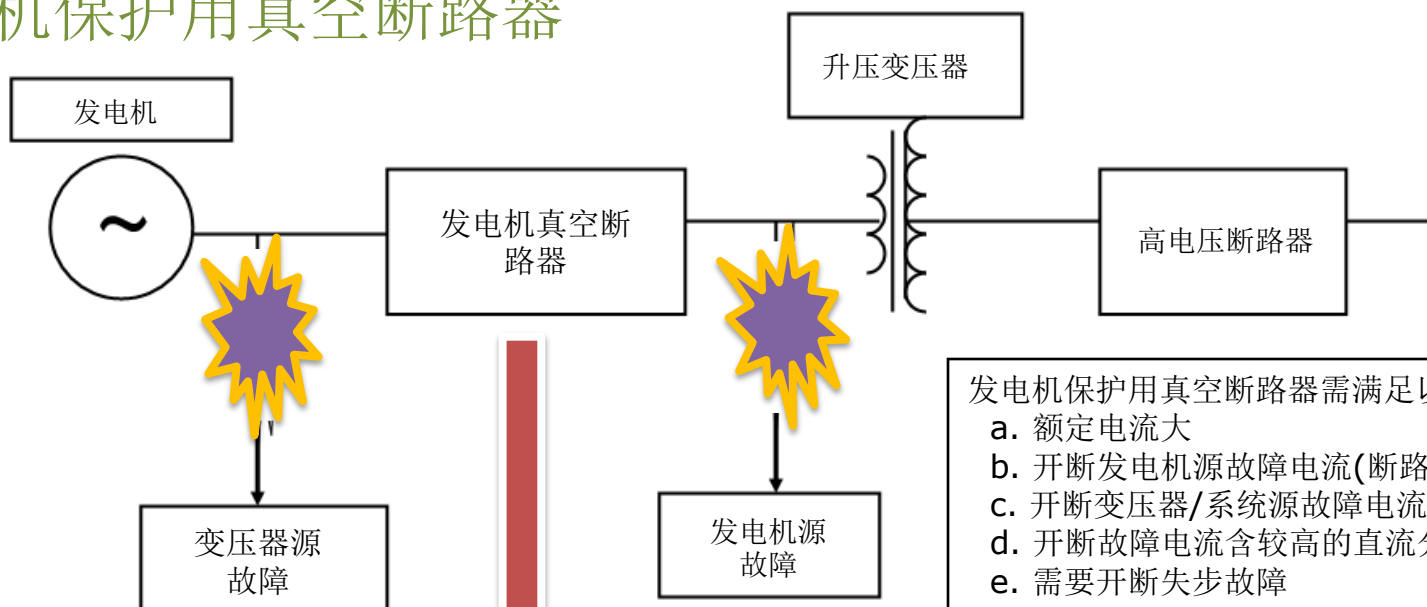 机保护用真空断路器
升压变压器
发电机
~
发电机真空断
路器
高电压断路器
发电机保护用真空断路器需满足
a. 额定电流大
b. 开断发电机源故障电流(断路
c. 开断变压器/系统源故障电流
d. 开断故障电流含较高的直流
e. 需要开断失步故障
变压器源
故障
发电机源
故障